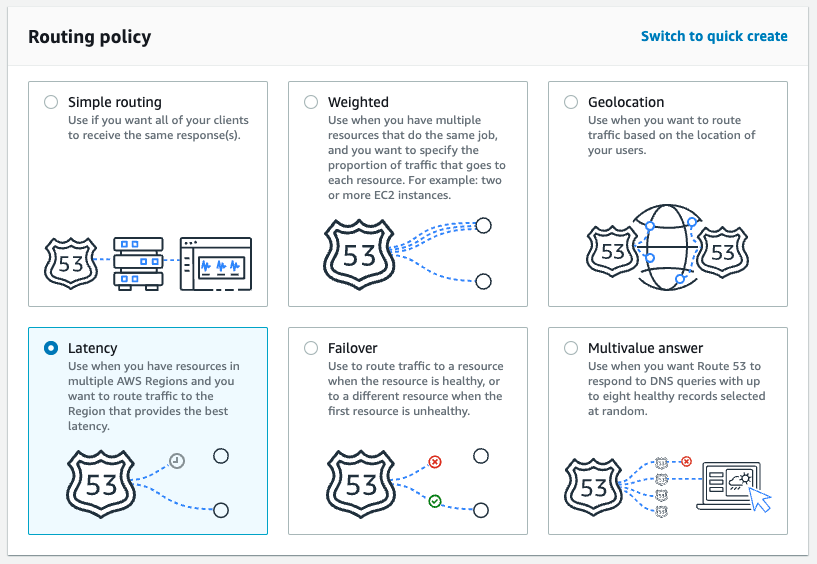 Routing policy
Switch to quick create
Simple routing
Use if you want all of your clients
to receive the same response(s).
53
Weighted
Use when you have multiple
resources that do the same job,
and you want to specify the
proportion of traffic that goes to
each resource. For example: two
or more EC2 instances.
53
Geolocation
Use when you want to route
traffic based on the location of
your users.
53
53
Latency
Use when you have resources in
multiple AWS Regions and you
want to route traffic to the
Region that provides the best
latency.
53
Failover
Use to route traffic to a resource
when the resource is healthy, or
to a different resource when the
first resource is unhealthy.
53
Multivalue answer
Use when you want Route 53 to
respond to DNS queries with up
to eight healthy records selected
at random.
53
53
53
53
53